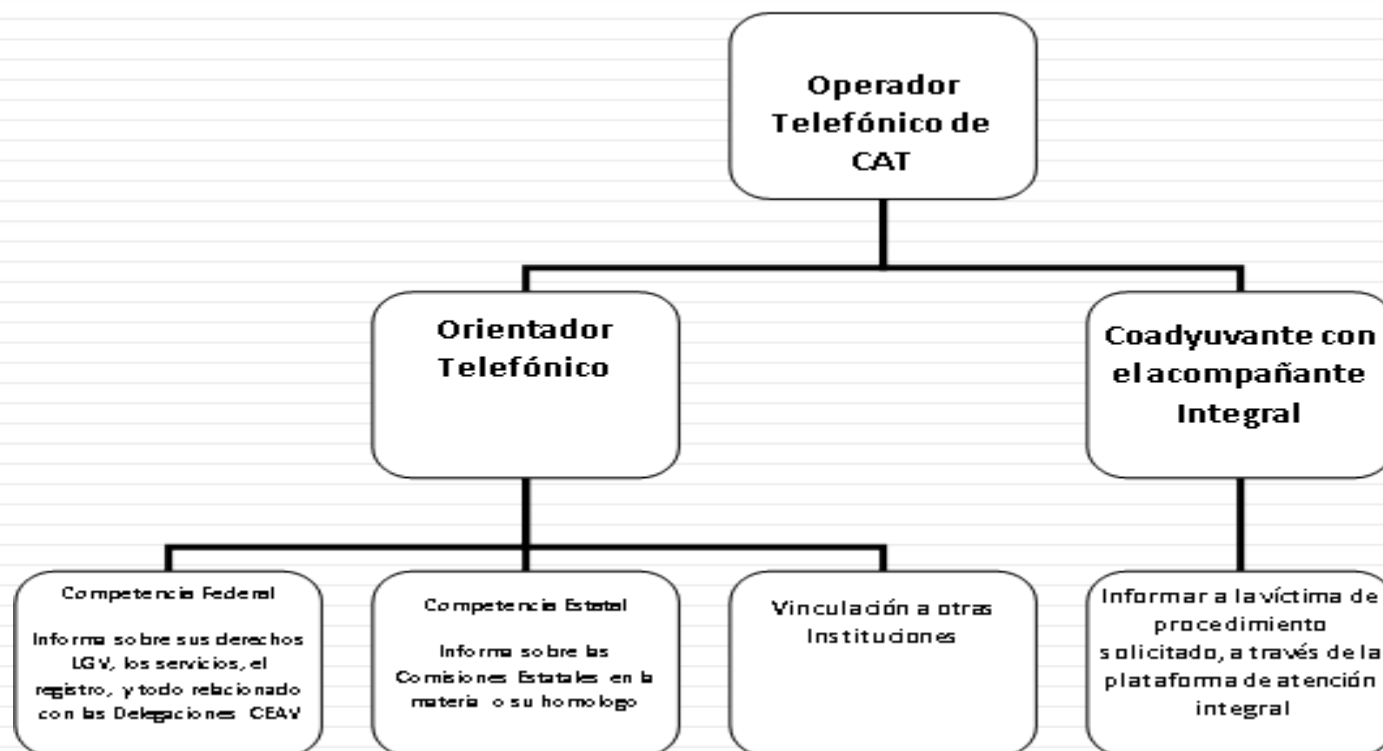 Operador
Telefónico de
CAT
Orientador
Telefónico
Coadyuvante con
el acompañante
Integral
Competencia Federal
Informa sobre sus derechos
LGV, los servicios, el
registro, y todo relacionado
con las Delegaciones CEAV
Competencia Estatal
Informa sobre las
Comisiones Estatales en la
materia o su homologo
Vinculación a otras
Instituciones
Informar a la víctima de
procedimiento
solicitado, a través de la
plataforma de atención
integral